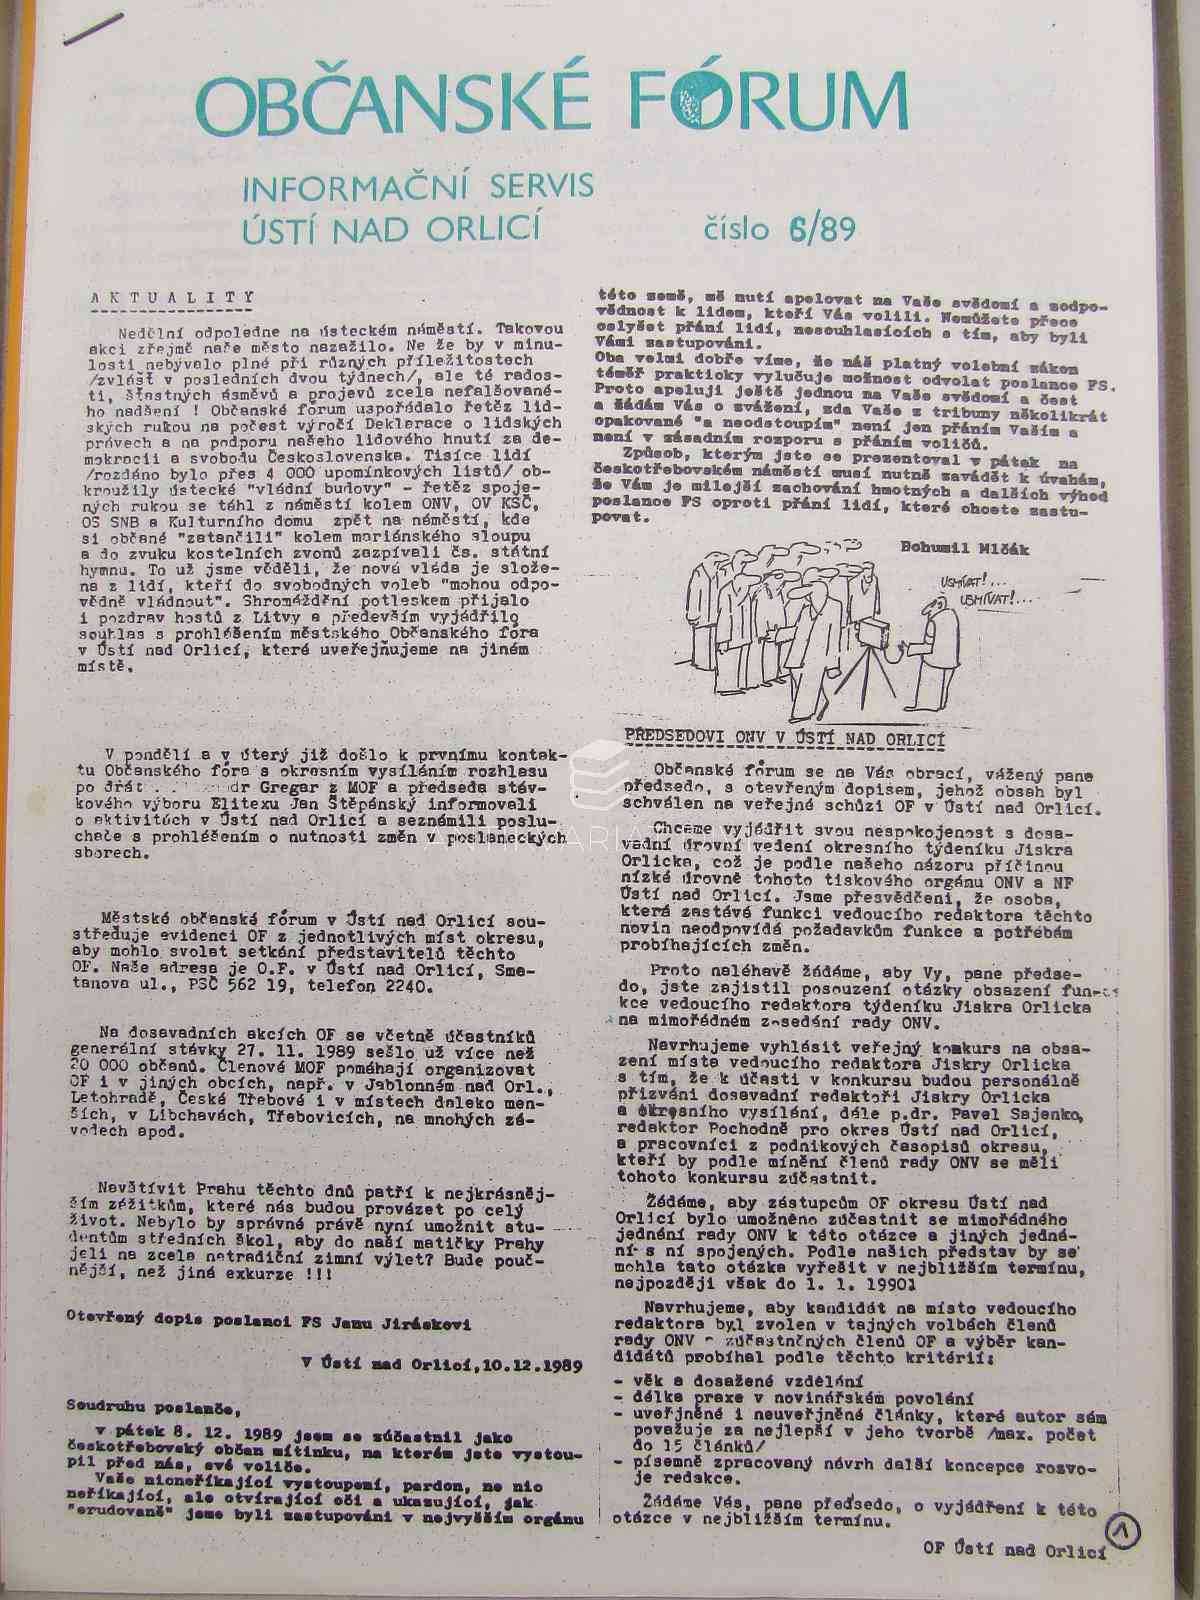 OBČANSKÉ FÓRUM
INFORMAČNÍ SERVIS
ÚSTÍ NAD ORLICÍ
číslo 6/89
AKTUALITY
Nedělní odpoledne na ústeckém náměstí. Takovou
akci zřejmě naše město nazažilo. Ne že by v minu-
losti nebývalo plné při různých příležitostech
/zvlášť v posledních dvou týdnech/, ale té rados-
ti, šťastných úsměvů a projevů zcela nefalšované-
ho nadšení ! Občanské fórum uspořádalo řetěz lid-
ských rukou na počest výročí Deklerace o lidských
právech a na podporu našeho lidového hnutí za de-
mokracii a svobodu Československa. Tisíce lidí
/rozdáno bylo přes 4 000 upomínkových listů/ ob-
kroužily ústecké "vládní budovy" - řetěz spoje-
ných rukou se táhl z náměstí kolem ONV, OV KSČ,
OS SNB a Kulturního domu zpět na náměstí, kde
si občané "zatančili" kolem mariánského sloupu
a do zvuku kostelních zvonů zazpívali čs. státní
hymnu. To už jsme věděli, že nová vláda je slože-
na z lidí, kteří do svobodných voleb "mohou odpo-
vědně vládnout". Shromáždění potleskem přijalo
i pozdrav hostů z Litvy a především vyjádřilo
souhlas s prohlášením městského Občanského fóra
v Ústí nad Orlicí, které uveřejňujeme na jiném
místě.
V pondělí a v úterý již došlo k prvnímu kontak-
tu Občanského fóra s okresním vysíláním rozhlasu
po drát dr Gregar z MOF a předseda stáv-
kového výboru Elitexu Jan Štěpánský informovali
o aktivitách v Ústí nad Orlicí a seznámili poslu-
chače s prohlášením o nutnosti změn v poslaneckých
sborech.
Městské občanské fórum v Ústí nad Orlicí sou-
střeďuje evidenci OF z jednotlivých míst okresu,
aby mohlo svolat setkání představitelů těchto
OF. Naše adresa je O.F. v Ústí nad Orlicí, Sme-
tanova ul., PSČ 562 19, telefon 2240.
Na dosavadních akcích OF se včetně účastníků
generální stávky 27. 11. 1989 sešlo už více než
20 000 občanů. Členové MOF pomáhají organizovat
OF i v jiných obcích, např. v Jablonném nad Orl.,
Letohradě, České Třebové i v místech daleko men-
ších, v Libchavách, Třebovicích, na mnohých zá-
vodech apod.
Navštívit Prahu těchto dnů patří k nejkrásněj-
ším zážitkům, které nás budou provázet po celý
život. Nebylo by správné právě nyní umožnit stu-
dentům středních škol, aby do naší matičky Prahy
jeli na zcela netradiční zimní výlet? Bude pouč-
nější, než jiná exkurze !!!
Otevřený dopis poslanci FS Janu Jiráskovi
V Ústí nad Orlicí,10.12.1989
Soudruhu poslanče,
v pátek 8. 12. 1989 jsem se zúčastnil jako
českotřebovský občan mítinku, na kterém jste vystou-
pil před nás, své voliče.
Vaše nicneříkající vystoupení, pardon, ne nic
neříkající, ale otvírající oči a ukazující, jak
"erudovaně" jsme byli zastupováni v nejvyšším orgánu
této země, mě nutí apelovat na Vaše svědomí a zodpo-
vědnost k lidem, kteří Vás volili. Nemůžete přece
oslyšet přání lidí, nesouhlasících s tím, aby byli
Vámi zastupováni.
Oba velmi dobře víme, že náš platný volební zákon
téměř prakticky vylučuje možnost odvolat poslance FS.
Proto apeluji ještě jednou na Vaše svědomí a čest
a žádám Vás o svážení, zda Vaše z tribuny několikrát
opakované "a neodstoupím" není jen přáním Vaším a
není v zásadním rozporu s přáním voličů.
Způsob, kterým jste se prezentoval v pátek na
českotřebovském náměstí musí nutně zavádět k úvahám,
že Vám je milejší zachování hmotných a dalších výhod
poslance FS oproti přání lidí, které chcete zastu-
povat.
Bohumil Mlčák
USMÍVAT!...
USMÍVAT!...
PŘEDSEDOVI ONV V ÚSTÍ NAD ORLICÍ
Občanské fórum se na Vás obrací, vážený pane
předsedo, s otevřeným dopisem, jehož obsah byl
schválen na veřejné schůzi OF v Ústí nad Orlicí.
Chceme vyjádřit svou nespokojenost s dosa-
vadní úrovní vedení okresního týdeníku Jiskra
Orlicka, což je podle našeho názoru příčinou
nízké úrovně tohoto tiskového orgánu ONV a NF
Ústí nad Orlicí. Jsme přesvědčeni, že osoba,
která zastává funkci vedoucího redaktora těchto
novin neodpovídá požadavkům funkce a potřebám
probíhajících změn.
Proto naléhavě žádáme, aby Vy, pane předse-
do, jste zajistil posouzení otázky obsazení fun-
kce vedoucího redaktora týdeníku Jiskra Orlicka
na mimořádném zasedání rady ONV.
Navrhujeme vyhlásit veřejný konkurs na obsa-
zení místa vedoucího redaktora Jiskry Orlicka
s tím, že k účasti v konkursu budou personálně
přizváni dosavadní redaktoři Jiskry Orlicka
a okresního vysílání, dále p.dr. Pavel Sajenko,
redaktor Pochodně pro okres Ústí nad Orlicí,
a pracovníci z podnikových časopisů okresu,
kteří by podle mínění členů rady ONV se měli
tohoto konkursu zúčastnit.
Žádáme, aby zástupcům OF okresu Ústí nad
Orlicí bylo umožněno zúčastnit se mimořádného
jednání rady ONV k této otázce a jiných jedná-
ní s ní spojených. Podle našich představ by se
mohla tato otázka vyřešit v nejbližším termínu,
nejpozději však do 1. 1. 1990.
Navrhujeme, aby kandidát na místo vedoucího
redaktora byl zvolen v tajných volbách členů
rady ONV a zúčastněných členů OF a výběr kan-
didátů probíhal podle těchto kritérií:
- věk a dosažené vzdělání
- délka praxe v novinářském povolání
- uveřjněné i neuveřjněné články, které autor sám
považuje za nejlepší v jeho tvorbě /max. počet
do 15 článků/
- písemně zpracovaný návrh další koncepce rozvo-
je redakce.
Žádáme Vás, pane předsedo, o vyjádření k této
otázce v nejbližším termínu.
OF Ústí nad Orlicí
1